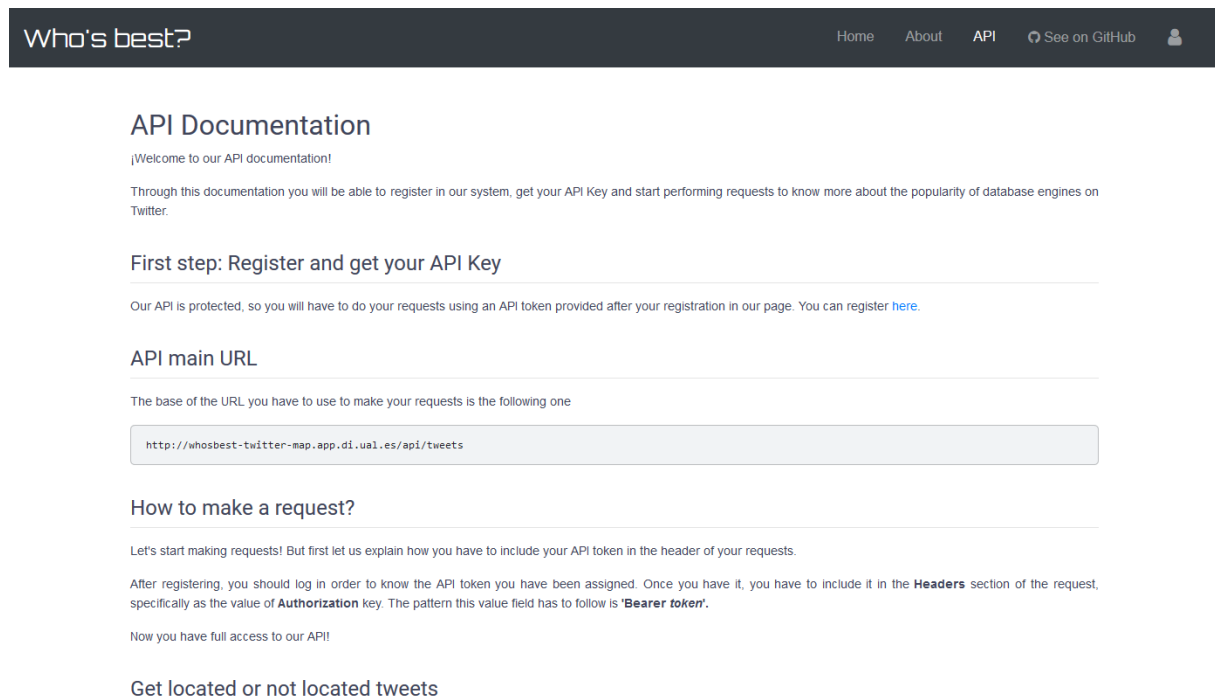 Who's best?
Home About API See on GitHub
API Documentation
¡Welcome to our API documentation!
Through this documentation you will be able to register in our system, get your API Key and start performing requests to know more about the popularity of database engines on
Twitter.
First step: Register and get your API Key
Our API is protected, so you will have to do your requests using an API token provided after your registration in our page. You can register here.
API main URL
The base of the URL you have to use to make your requests is the following one
http://whosbest-twitter-map.app.di.ual.es/api/tweets
How to make a request?
Let's start making requests! But first let us explain how you have to include your API token in the header of your requests.
After registering, you should log in order to know the API token you have been assigned. Once you have it, you have to include it in the Headers section of the request,
specifically as the value of Authorization key. The pattern this value field has to follow is 'Bearer token'.
Now you have full access to our API!
Get located or not located tweets